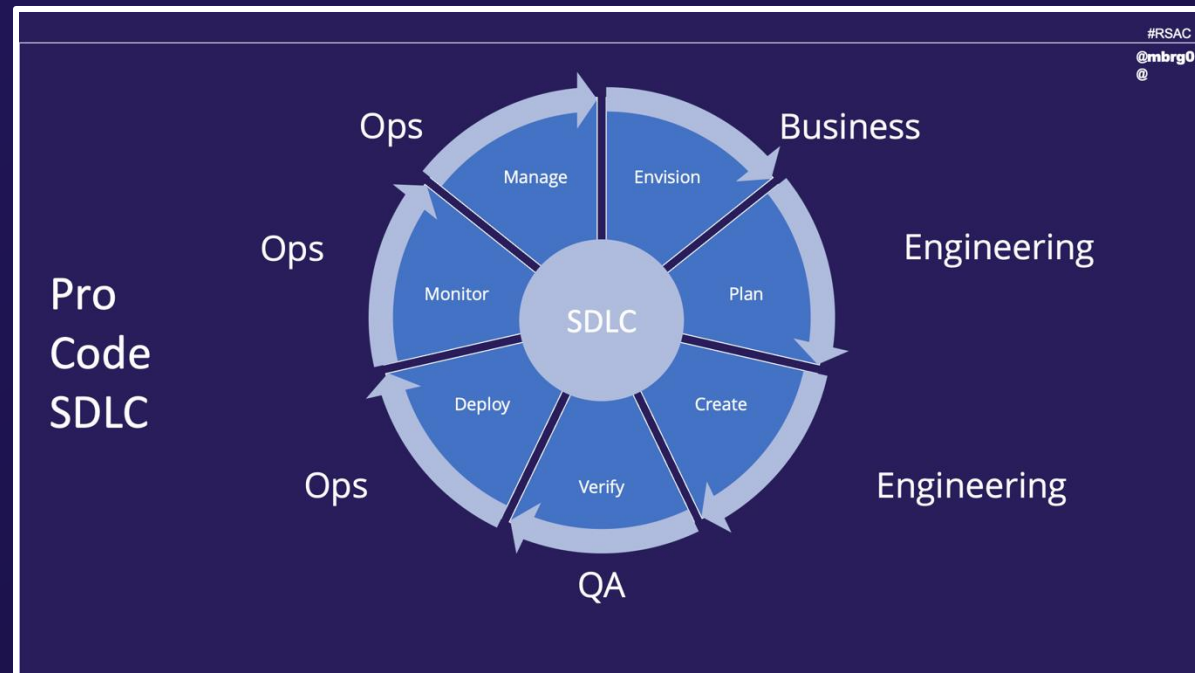 #RSAC
@mbrg0
@
Ops
Business
Manage
Envision
Ops
Engineering
Monitor
Plan
Pro
Code
SDLC
SDLC
Deploy
Create
Ops
Verify
Engineering
QA